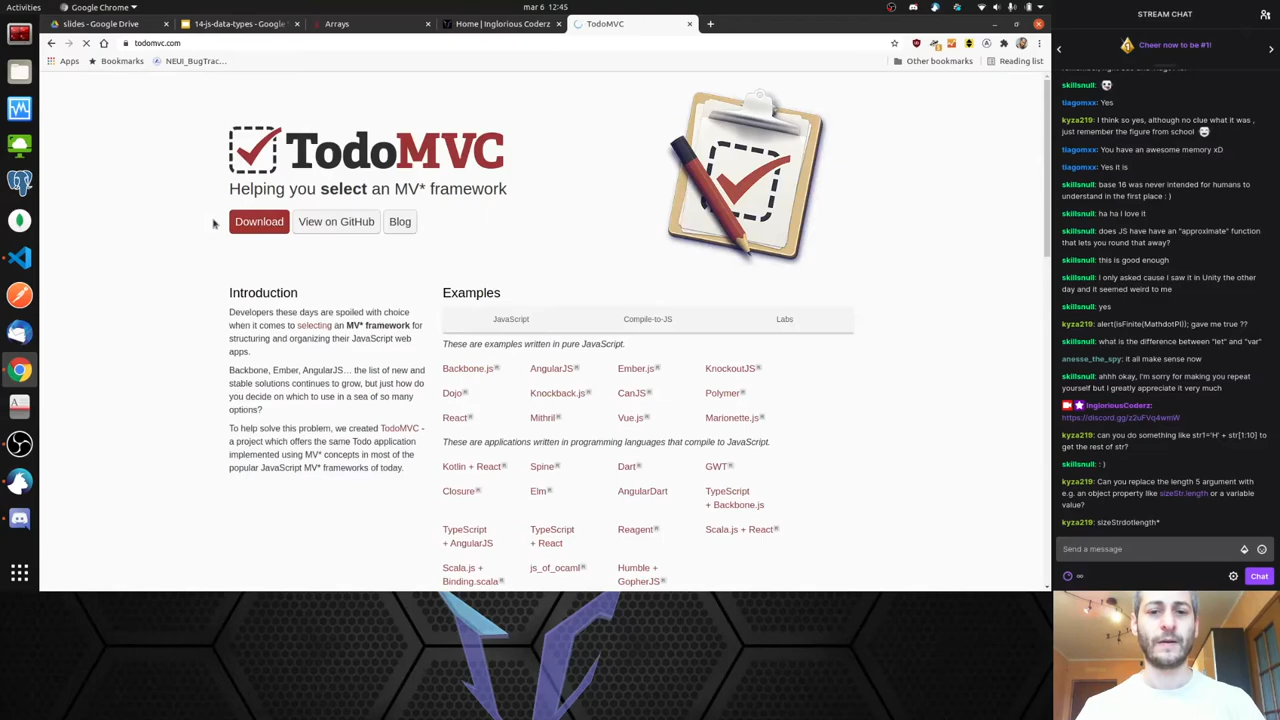 Activities
Google Chrome
mar 6 12:45
slides - Google Drive
14-js-data-types - Google S
Arrays
Home | Inglorious Coderz
TodoMVC
todomvc.com
Apps
Bookmarks
NEUI_BugTrac...
Other bookmarks
Reading list
TodoMVC
Helping you select an MV* framework
Download
View on GitHub
Blog
Introduction
Developers these days are spoiled with choice
when it comes to selecting an MV* framework for
structuring and organizing their JavaScript web
apps.
Backbone, Ember, AngularJS… the list of new and
stable solutions continues to grow, but just how
do you decide on which to use in a sea of so many
options?
To help solve this problem, we created TodoMVC -
a project which offers the same Todo application
implemented using MV* concepts in most of the
popular JavaScript MV* frameworks of today.
Examples
JavaScript Compile-to-JS Labs
These are examples written in pure JavaScript.
Backbone.js R AngularJS R Ember.js R KnockoutJS R
Dojo R Knockback.js R CanJS R Polymer R
React R Mithril R Vue.js R Marionette.js R
These are applications written in programming languages that compile to JavaScript.
Kotlin + React R Spine R Dart R GWT R
Closure R Elm R AngularDart TypeScript
+ Backbone.js
TypeScript
+ AngularJS
TypeScript
+ React
Reagent R Scala.js + React R
Scala.js +
Binding.scala R
js_of_ocaml R
Humble +
GopherJS R
STREAM CHAT
1
Cheer now to be #1!
skillsnull:
tiagomxx: Yes
kyza219: I think so yes, although no clue what it was ,
just remember the figure from school
tiagomxx: You have an awesome memory xD
tiagomxx: Yes it is
skillsnull: base 16 was never intended for humans to
understand in the first place : )
skillsnull: ha ha I love it
skillsnull: does JS have have an "approximate" function
that lets you round that away?
skillsnull: this is good enough
skillsnull: I only asked cause I saw it in Unity the other
day and it seemed weird to me
skillsnull: yes
kyza219: alert(isFinite(MathdotPI)); gave me true ??
skillsnull: what is the difference between "let" and "var"
anesse_the_spy: it all make sense now
skillsnull: ahhh okay, I'm sorry for making you repeat
yourself but I greatly appreciate it very much
IngloriousCoderz:
https://discord.gg/z2uFVq4wmW
kyza219: can you do something like str1='H' + str[1:10] to
get the rest of str?
skillsnull: : )
kyza219: Can you replace the length 5 argument with
e.g. an object property like sizeStr.length or a variable
value?
kyza219: sizeStrdotlength*
Send a message
∞
Chat